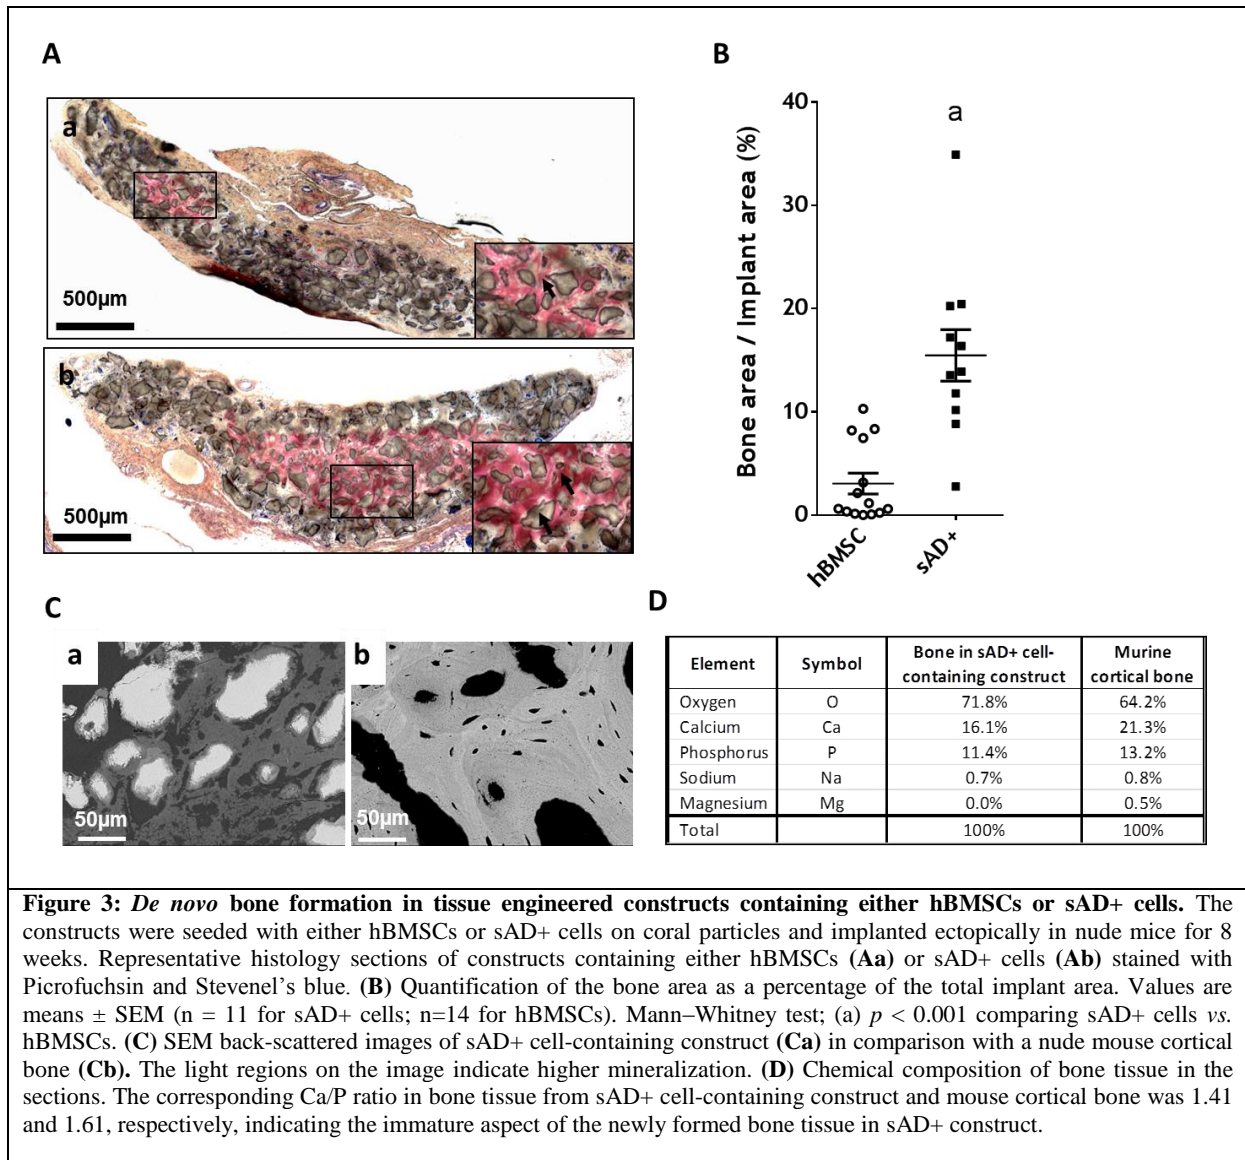 A
a
500µm
b
500µm
B
Bone area / Implant area (%)
40
30
20
10
0
a
hBMSC
sAD+
C
a
50µm
b
50µm
D
Element Symbol Bone in sAD+ cell-containing construct Murine cortical bone
Oxygen O 71.8% 64.2%
Calcium Ca 16.1% 21.3%
Phosphorus P 11.4% 13.2%
Sodium Na 0.7% 0.8%
Magnesium Mg 0.0% 0.5%
Total 100% 100%
Figure 3: De novo bone formation in tissue engineered constructs containing either hBMSCs or sAD+ cells. The
constructs were seeded with either hBMSCs or sAD+ cells on coral particles and implanted ectopically in nude mice for 8
weeks. Representative histology sections of constructs containing either hBMSCs (Aa) or sAD+ cells (Ab) stained with
Picrofuchsin and Stevenel's blue. (B) Quantification of the bone area as a percentage of the total implant area. Values are
means ± SEM (n = 11 for sAD+ cells; n=14 for hBMSCs). Mann–Whitney test; (a) p < 0.001 comparing sAD+ cells vs.
hBMSCs. (C) SEM back-scattered images of sAD+ cell-containing construct (Ca) in comparison with a nude mouse cortical
bone (Cb). The light regions on the image indicate higher mineralization. (D) Chemical composition of bone tissue in the
sections. The corresponding Ca/P ratio in bone tissue from sAD+ cell-containing construct and mouse cortical bone was 1.41
and 1.61, respectively, indicating the immature aspect of the newly formed bone tissue in sAD+ construct.